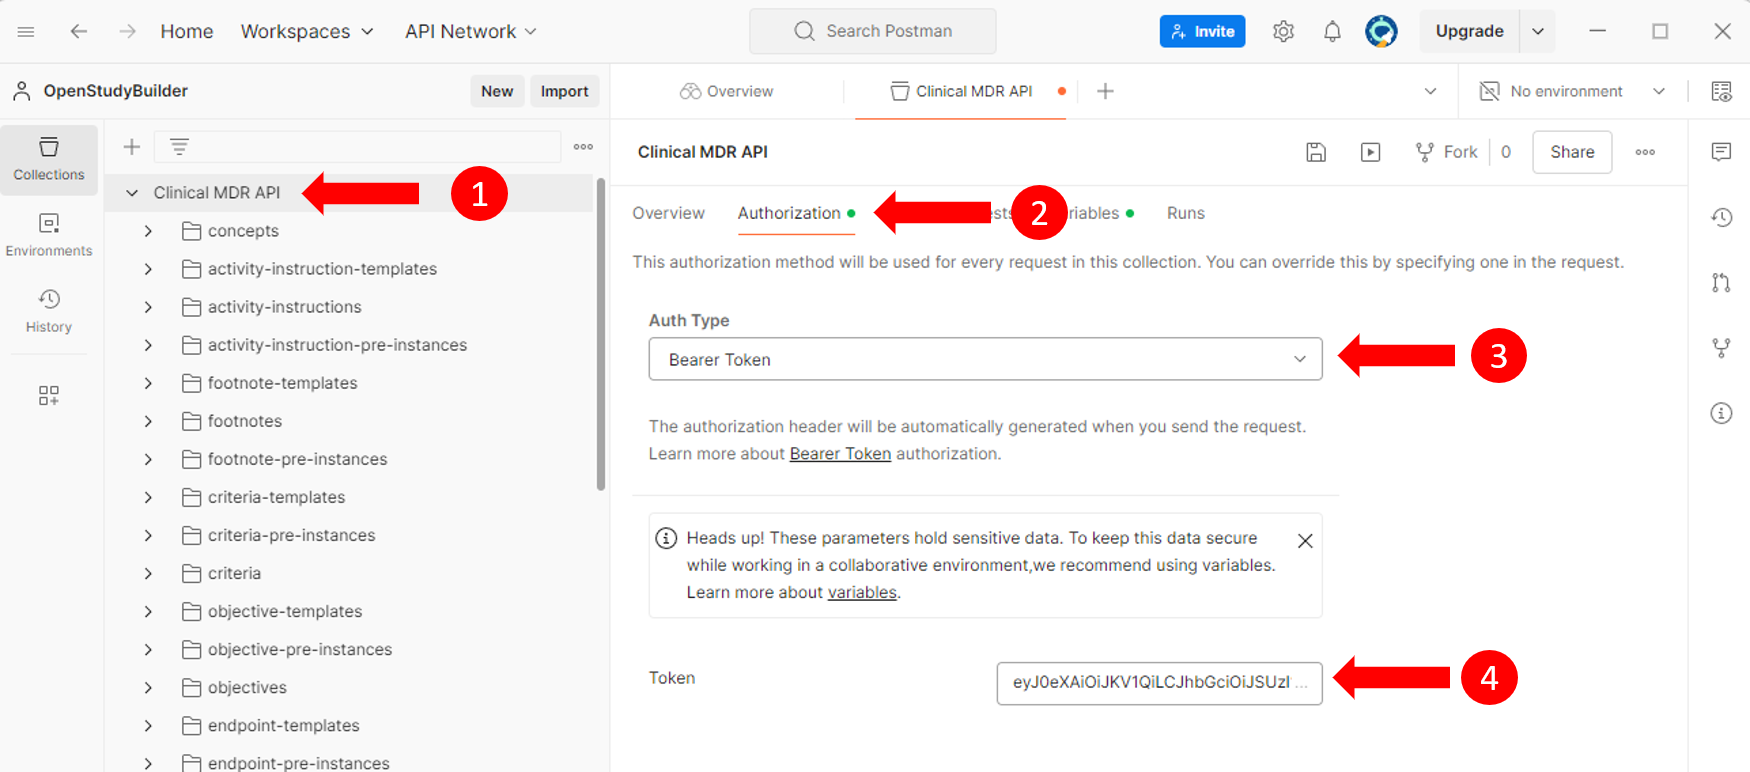 Home Workspaces API Network Search Postman Invite Upgrade
OpenStudyBuilder New Import Overview Clinical MDR API No environment
Collections
Environments
History
Clinical MDR API 1
concepts
activity-instruction-templates
activity-instructions
activity-instruction-pre-instances
footnote-templates
footnotes
footnote-pre-instances
criteria-templates
criteria-pre-instances
criteria
objective-templates
objective-pre-instances
objectives
endpoint-templates
endpoint-pre-instances
Clinical MDR API Fork 0 Share
Overview Authorization 2 Runs
This authorization method will be used for every request in this collection. You can override this by specifying one in the request.
Auth Type
Bearer Token 3
The authorization header will be automatically generated when you send the request.
Learn more about Bearer Token authorization.
Heads up! These parameters hold sensitive data. To keep this data secure
while working in a collaborative environment,we recommend using variables.
Learn more about variables.
Token eyJ0eXAiOiJKV1QiLCJhbGciOiJSUzI ... 4